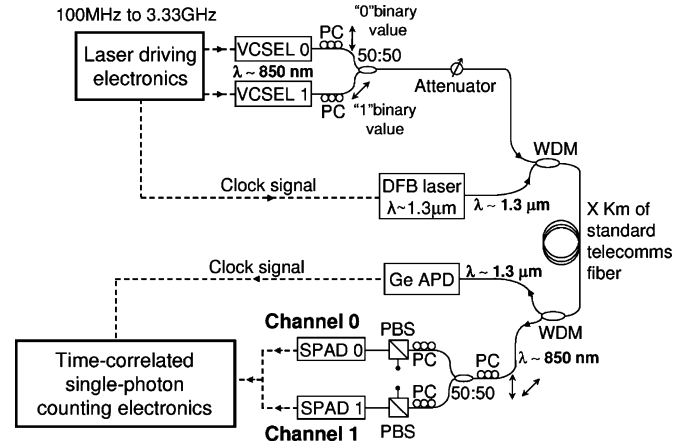 100MHz to 3.33GHz
Laser driving
electronics
VCSEL 0
λ ~ 850 nm
VCSEL 1
PC
PC
“0”binary
value
50:50
“1”binary
value
Attenuator
WDM
Clock signal
DFB laser
λ~1.3μm
λ ~ 1.3 μm
X Km of
standard
telecomms
fiber
Clock signal
Ge APD
λ ~ 1.3 μm
WDM
Channel 0
PBS
SPAD 0
PC
PC
λ ~ 850 nm
Time-correlated
single-photon
counting electronics
50:50
PC
SPAD 1
Channel 1
PBS